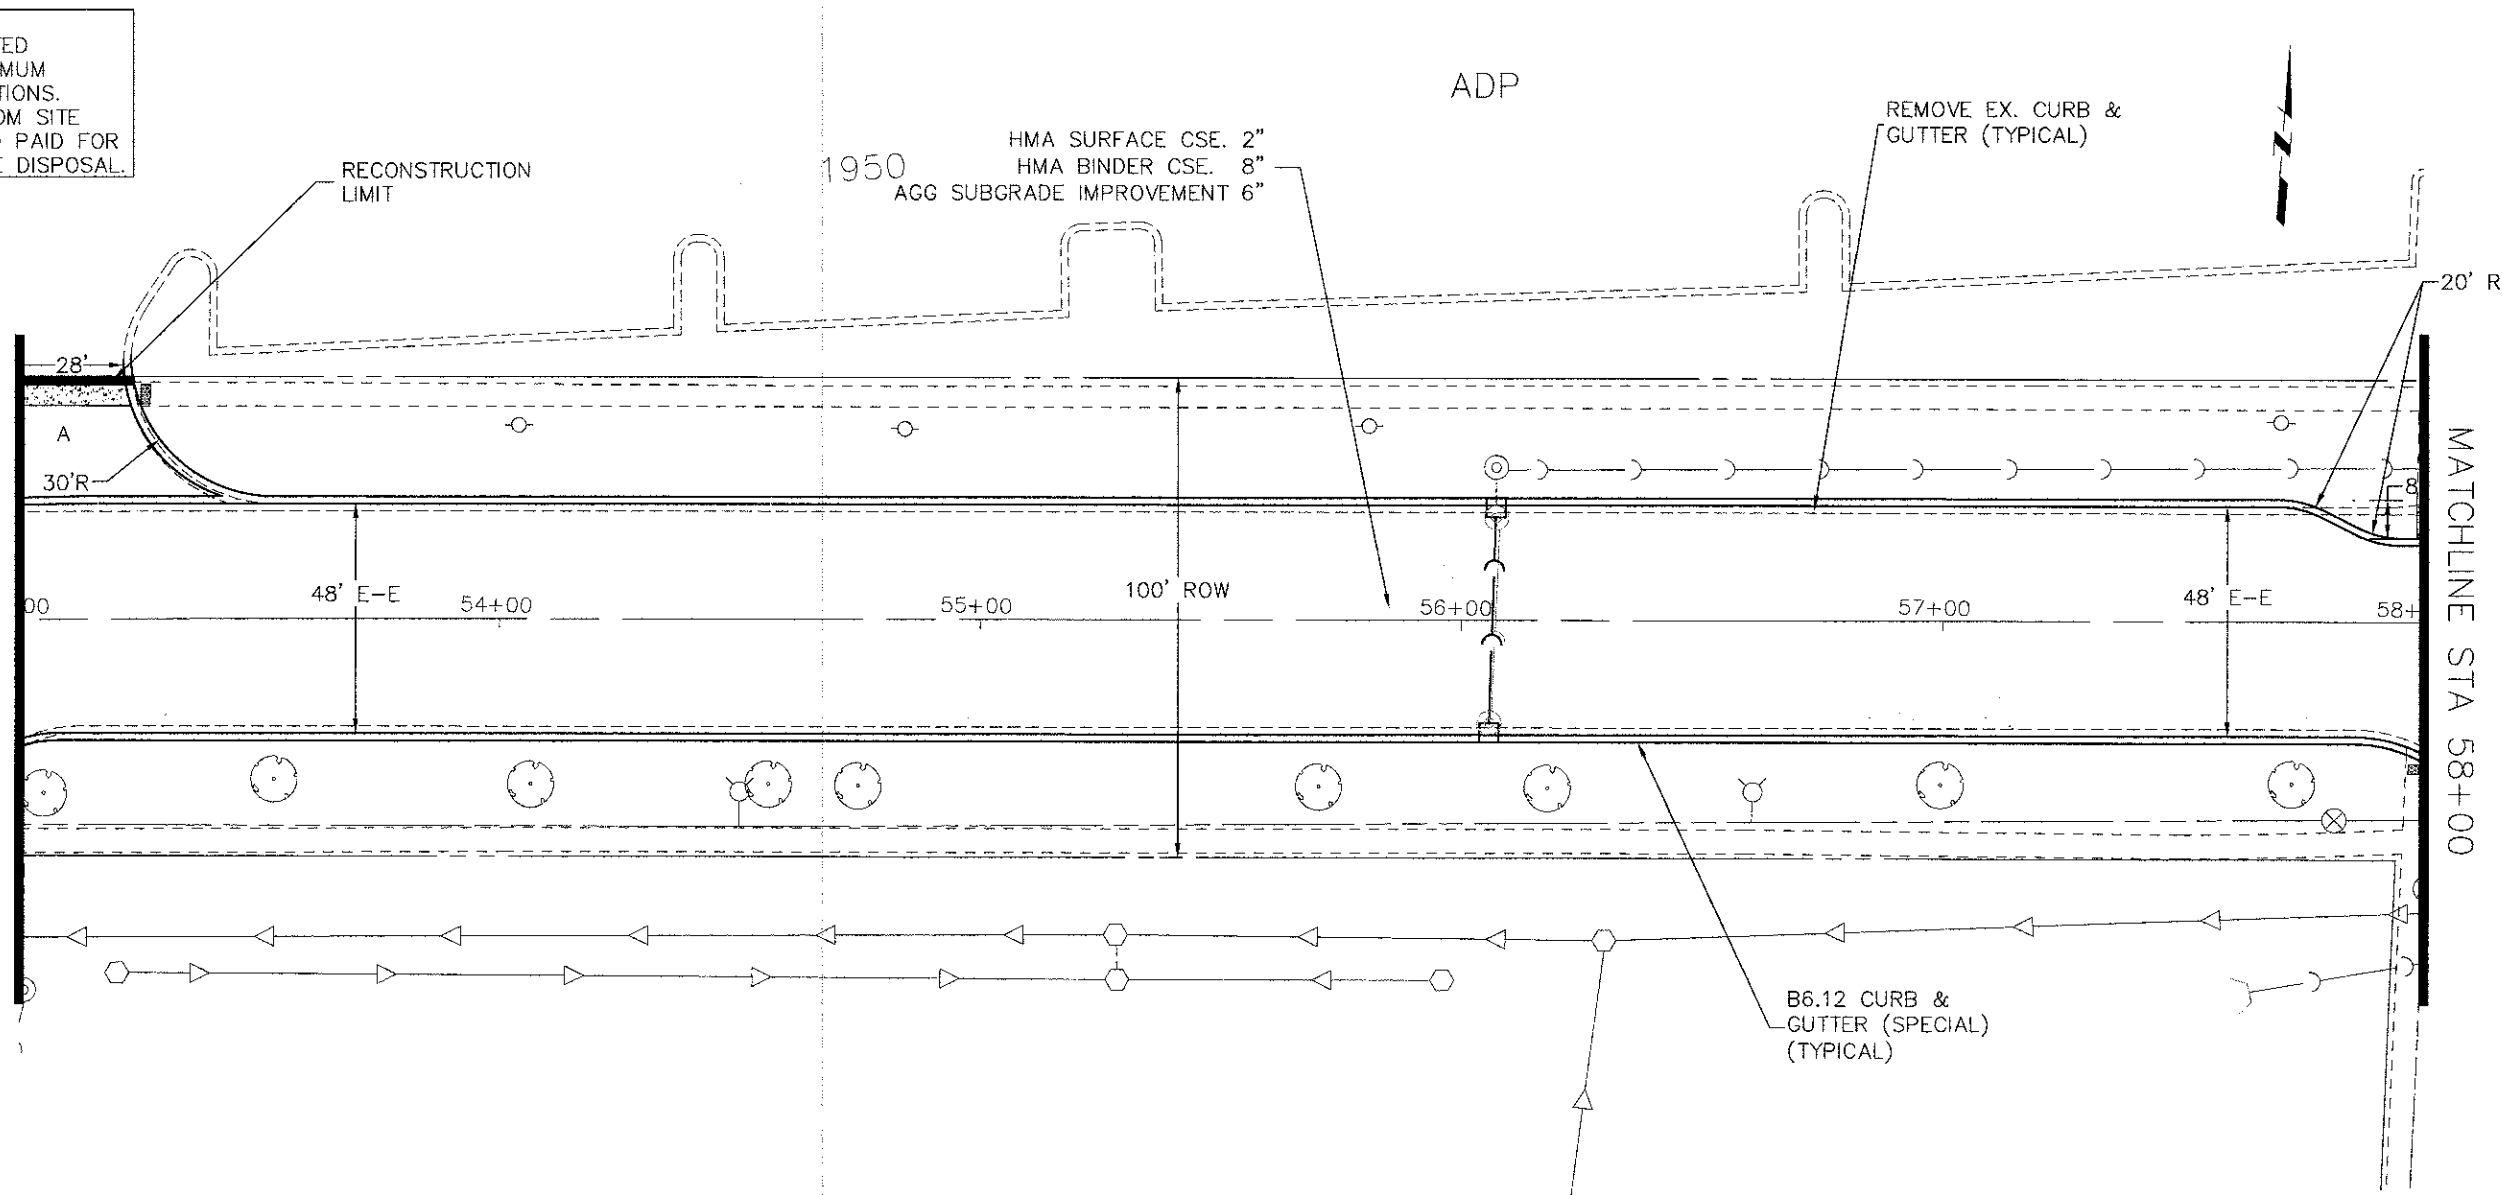 TED
MUM
TIONS.
OM SITE
PAID FOR
E DISPOSAL.
ADP
1950
RECONSTRUCTION
LIMIT
HMA SURFACE CSE. 2"
HMA BINDER CSE. 8"
AGG SUBGRADE IMPROVEMENT 6"
REMOVE EX. CURB &
GUTTER (TYPICAL)
N
20' R
28'
A
30'R
8
48' E-E
54+00
55+00
100' ROW
56+00
57+00
48' E-E
58+
00
MATCHLINE STA 58+00
B6.12 CURB &
GUTTER (SPECIAL)
(TYPICAL)